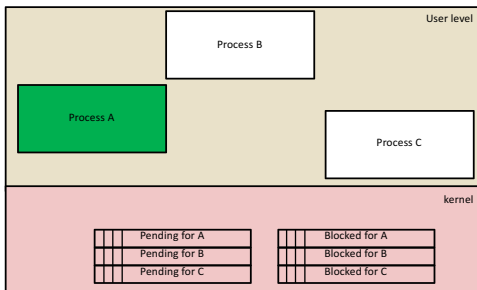 User level
Process B
Process A
Process C
kernel
Pending for A
Blocked for A
Pending for B
Blocked for B
Pending for C
Blocked for C